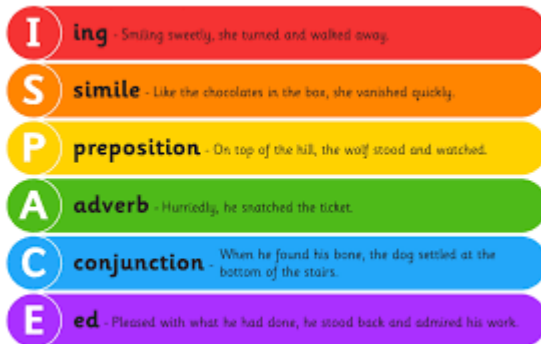 I ing - Smiling sweetly, she turned and walked away.
S simile - Like the chocolates in the box, she vanished quickly.
P preposition - On top of the hill, the wolf stood and watched.
A adverb - Hurriedly, he snatched the ticket.
C conjunction - When he found his bone, the dog settled at the
bottom of the stairs.
E ed - Pleased with what he had done, he stood back and admired his work.